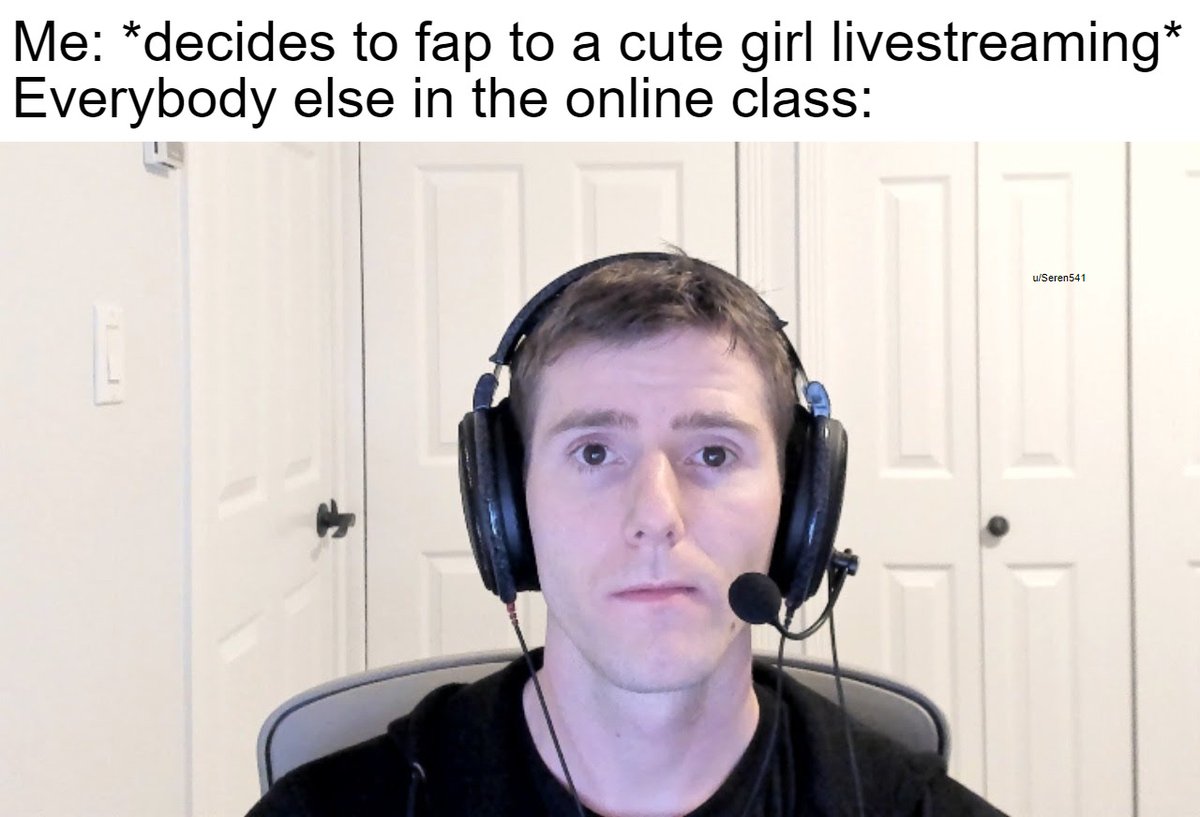 Me: *decides to fap to a cute girl livestreaming*
Everybody else in the online class:
u/Seren541